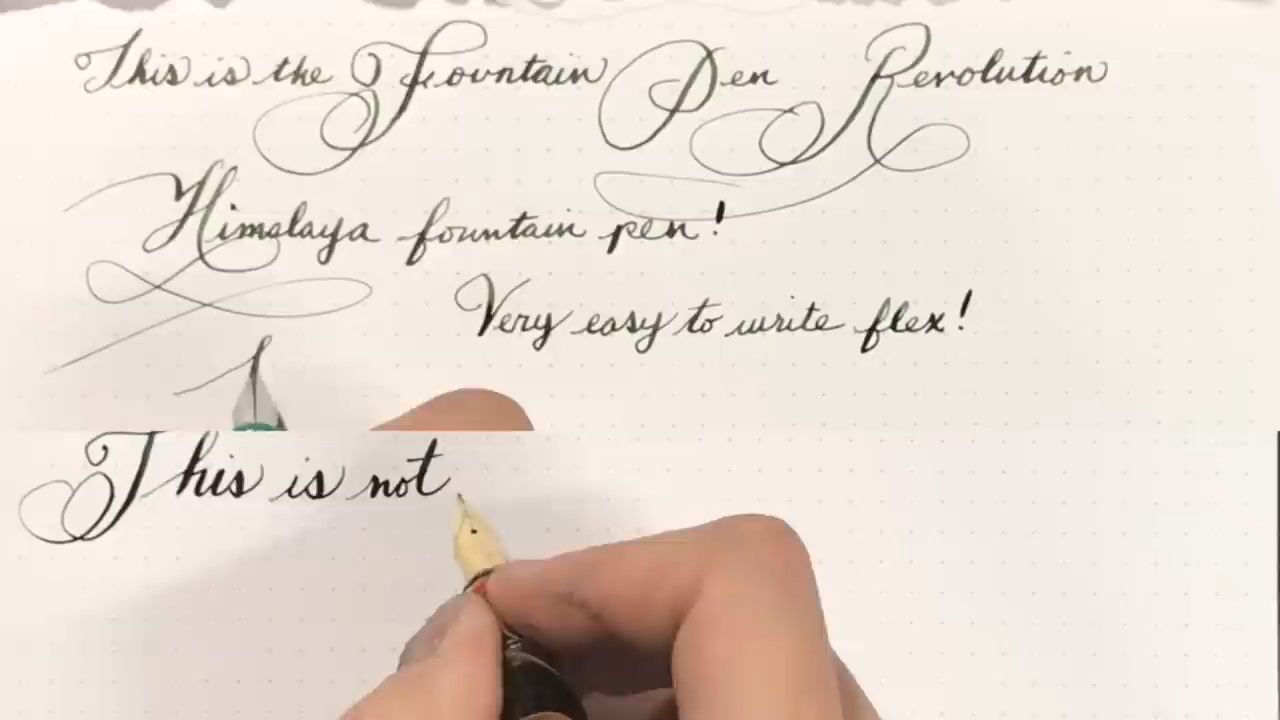 This is the Fountain Pen Revolution
Himalaya fountain pen!
Very easy to write flex!
This is not